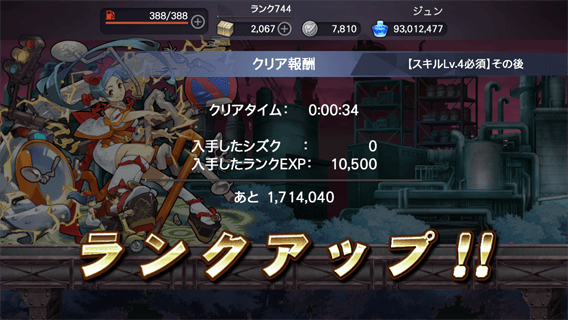 ランク744
ジュン
388/388
2,067
7,810
93,012,477
クリア報酬
【スキルLv.4必須】その後
クリアタイム： 0:00:34
入手したシズク ： 0
入手したランクEXP： 10,500
あと 1,714,040
ランクアップ!!